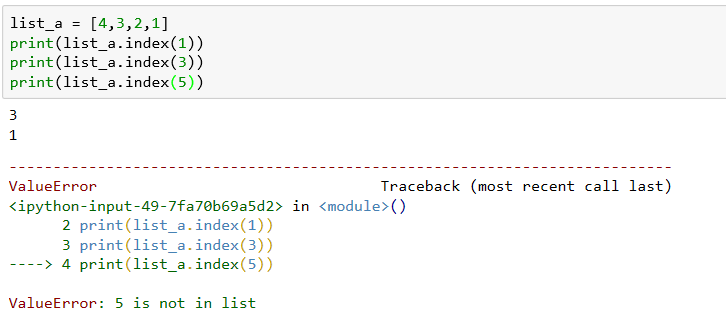 list_a = [4,3,2,1]
print(list_a.index(1))
print(list_a.index(3))
print(list_a.index(5))
3
1
---------------------------------------------------------------------------
ValueError                                Traceback (most recent call last)
<ipython-input-49-7fa70b69a5d2> in <module>()
      2 print(list_a.index(1))
      3 print(list_a.index(3))
----> 4 print(list_a.index(5))
ValueError: 5 is not in list